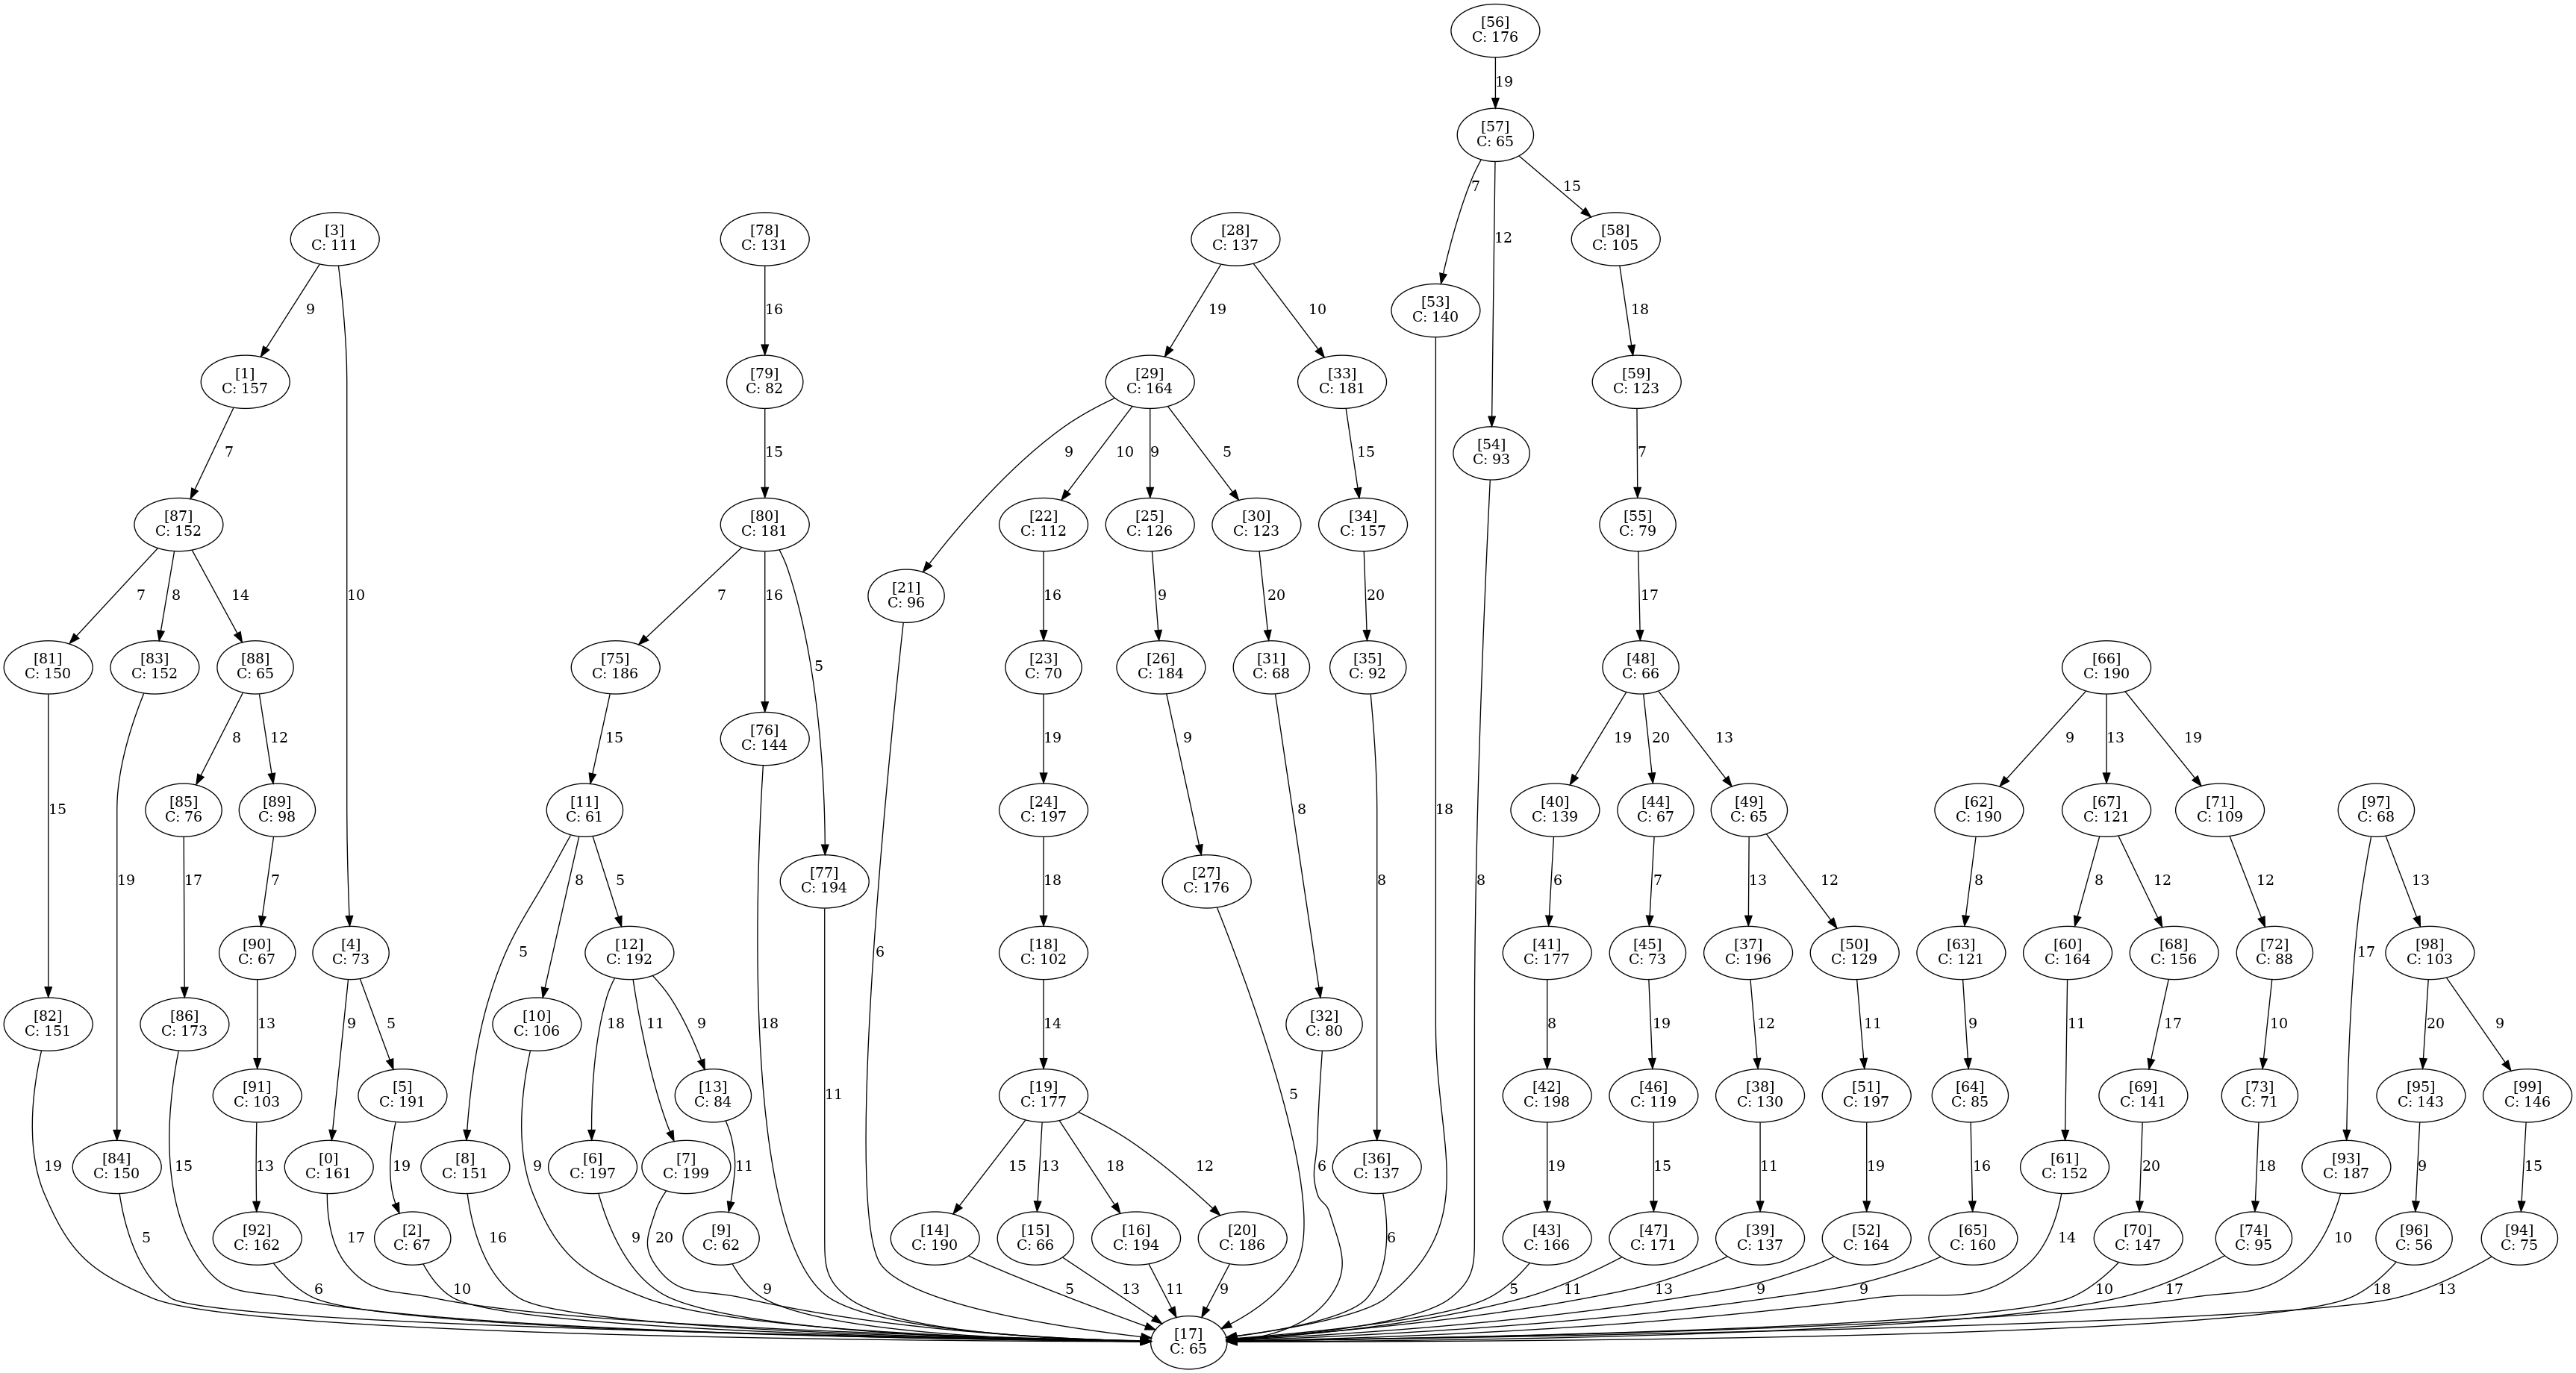 [56]
C: 176
19
[57]
C: 65
7
12
15
[3]
C: 111
[78]
C: 131
[28]
C: 137
[58]
C: 105
9
10
16
19
10
[53]
C: 140
18
[1]
C: 157
[79]
C: 82
[29]
C: 164
[33]
C: 181
[59]
C: 123
7
15
9
10
9
5
15
[54]
C: 93
7
[87]
C: 152
[80]
C: 181
[22]
C: 112
[25]
C: 126
[30]
C: 123
[34]
C: 157
[55]
C: 79
7
8
14
7
16
5
[21]
C: 96
16
9
20
20
17
[81]
C: 150
[83]
C: 152
[88]
C: 65
[75]
C: 186
[23]
C: 70
[26]
C: 184
[31]
C: 68
[35]
C: 92
[48]
C: 66
[66]
C: 190
8
12
15
[76]
C: 144
19
9
19
20
13
9
13
19
15
[85]
C: 76
[89]
C: 98
[11]
C: 61
[24]
C: 197
8
18
[40]
C: 139
[44]
C: 67
[49]
C: 65
[62]
C: 190
[67]
C: 121
[71]
C: 109
[97]
C: 68
19
17
7
8
5
[77]
C: 194
18
[27]
C: 176
8
8
6
7
13
12
8
8
12
12
13
[90]
C: 67
[4]
C: 73
5
[12]
C: 192
6
[18]
C: 102
[41]
C: 177
[45]
C: 73
[37]
C: 196
[50]
C: 129
[63]
C: 121
[60]
C: 164
[68]
C: 156
[72]
C: 88
17
[98]
C: 103
[82]
C: 151
[86]
C: 173
13
9
5
[10]
C: 106
18
11
9
18
14
[32]
C: 80
8
19
12
11
9
11
17
10
20
9
[91]
C: 103
[5]
C: 191
[13]
C: 84
11
[19]
C: 177
5
[42]
C: 198
[46]
C: 119
[38]
C: 130
[51]
C: 197
[64]
C: 85
[69]
C: 141
[73]
C: 71
[95]
C: 143
[99]
C: 146
19
[84]
C: 150
15
13
[0]
C: 161
19
[8]
C: 151
9
[6]
C: 197
[7]
C: 199
11
15
13
18
12
6
[36]
C: 137
19
15
11
19
16
[61]
C: 152
20
18
[93]
C: 187
9
15
5
[92]
C: 162
17
[2]
C: 67
16
9
20
[9]
C: 62
[14]
C: 190
[15]
C: 66
[16]
C: 194
[20]
C: 186
6
[43]
C: 166
[47]
C: 171
[39]
C: 137
[52]
C: 164
[65]
C: 160
14
[70]
C: 147
[74]
C: 95
10
[96]
C: 56
[94]
C: 75
6
10
9
5
13
11
9
5
11
13
9
9
10
17
18
13
[17]
C: 65